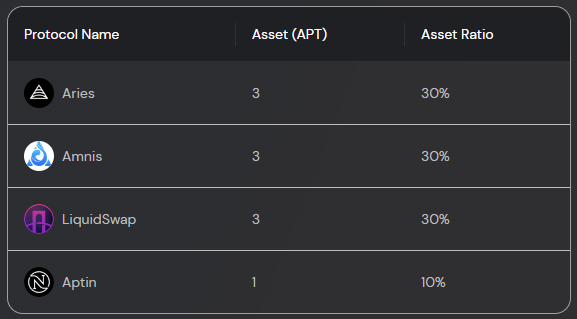 Protocol Name Asset (APT) Asset Ratio
Aries 3 30%
Amnis 3 30%
LiquidSwap 3 30%
Aptin 1 10%